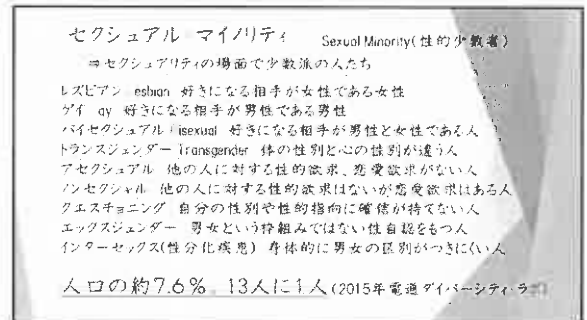 セクシュアル マイノリティ Sexual Minority(性的少数者)
⇒セクシュアリティの場面で少数派の人たち
レズビアン esbian 好きになる相手が女性である女性
ゲイ ay 好きになる相手が男性である男性
バイセクシュアル isexual 好きになる相手が男性と女性である人
トランスジェンダー Transgender 体の性別と心の性別が違う人
アセクシュアル 他の人に対する性的欲求、恋愛欲求がない人
ノンセクシャル 他の人に対する性的欲求はないが恋愛欲求はある人
クエスチョニング 自分の性別や性的指向に確信が持てない人
エックスジェンダー 男女という枠組みではない性自認をもつ人
インターセックス(性分化疾患) 身体的に男女の区別がつきにくい人
人口の約7.6% 13人に1人(2015年電通ダイバーシティ・ラボ)